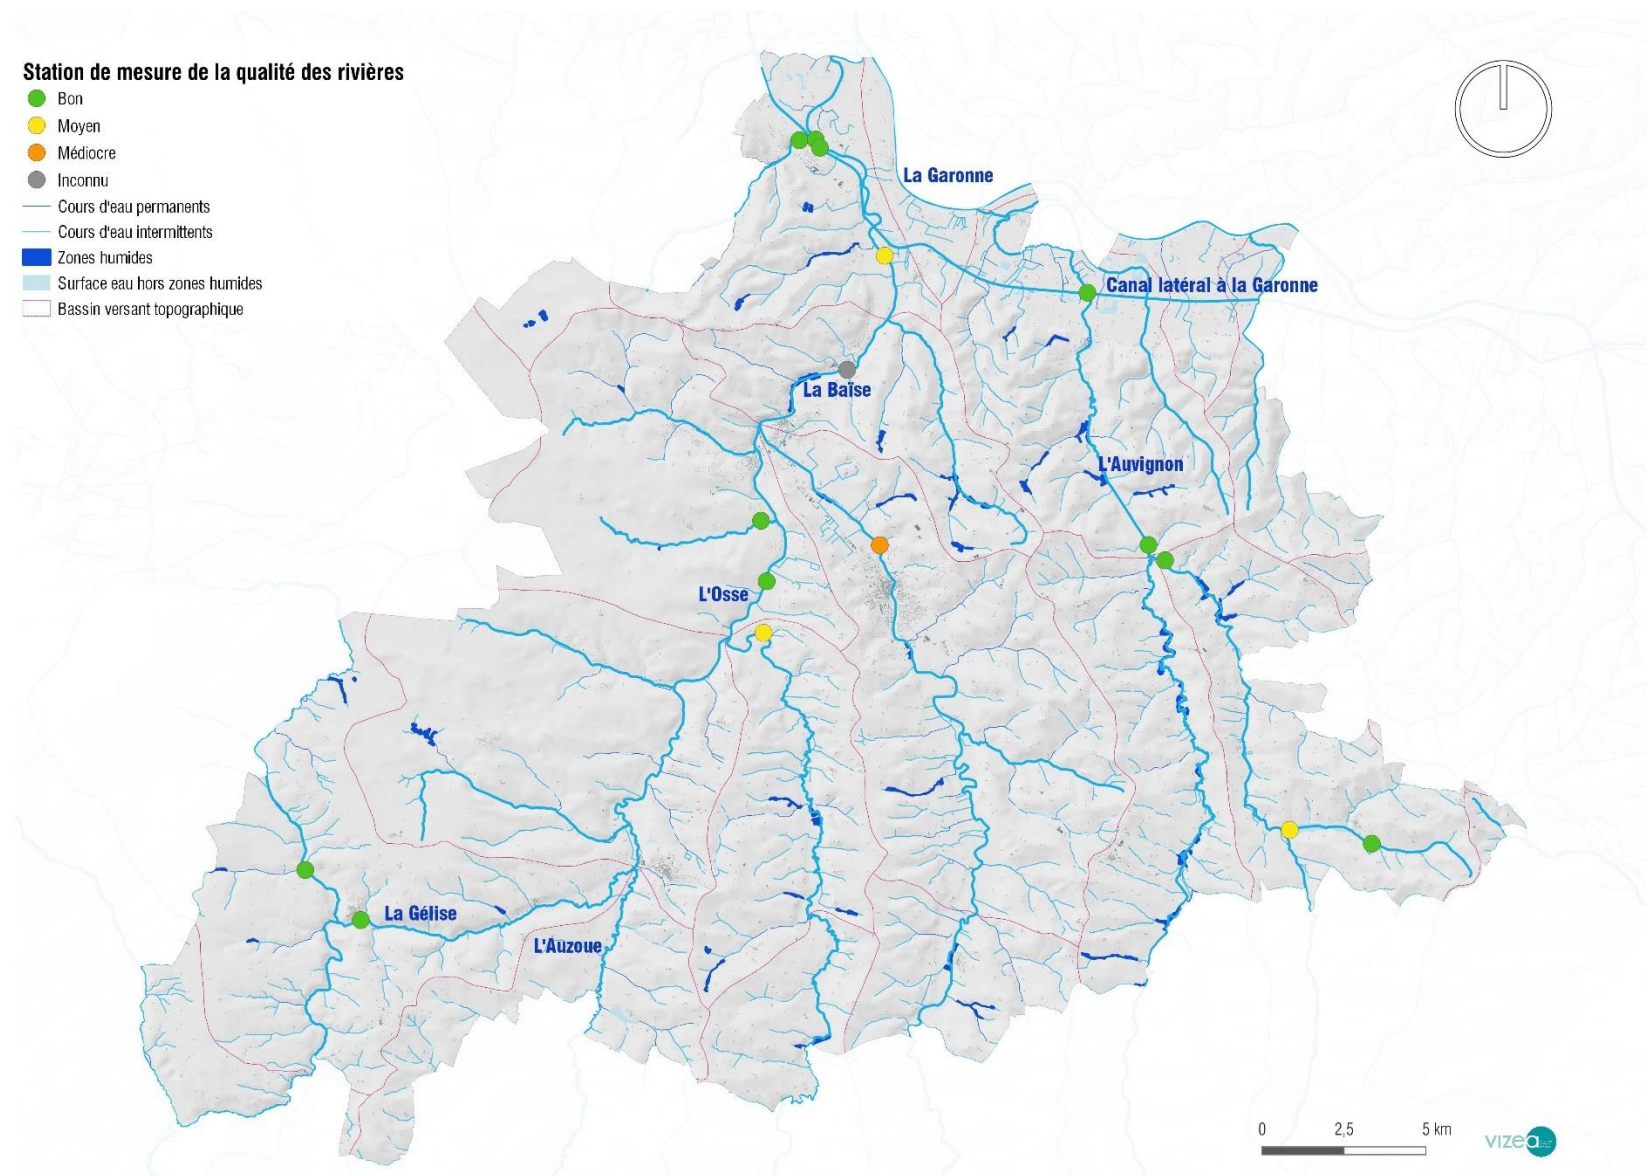 Station de mesure de la qualité des rivières
Bon
Moyen
Médiocre
Inconnu
Cours d'eau permanents
Cours d'eau intermittents
Zones humides
Surface eau hors zones humides
Bassin versant topographique
La Garonne
Canal latéral à la Garonne
La Baïse
L'Auvignon
L'Osse
La Gélise
L'Auzoue
0 2,5 5 km
vizea